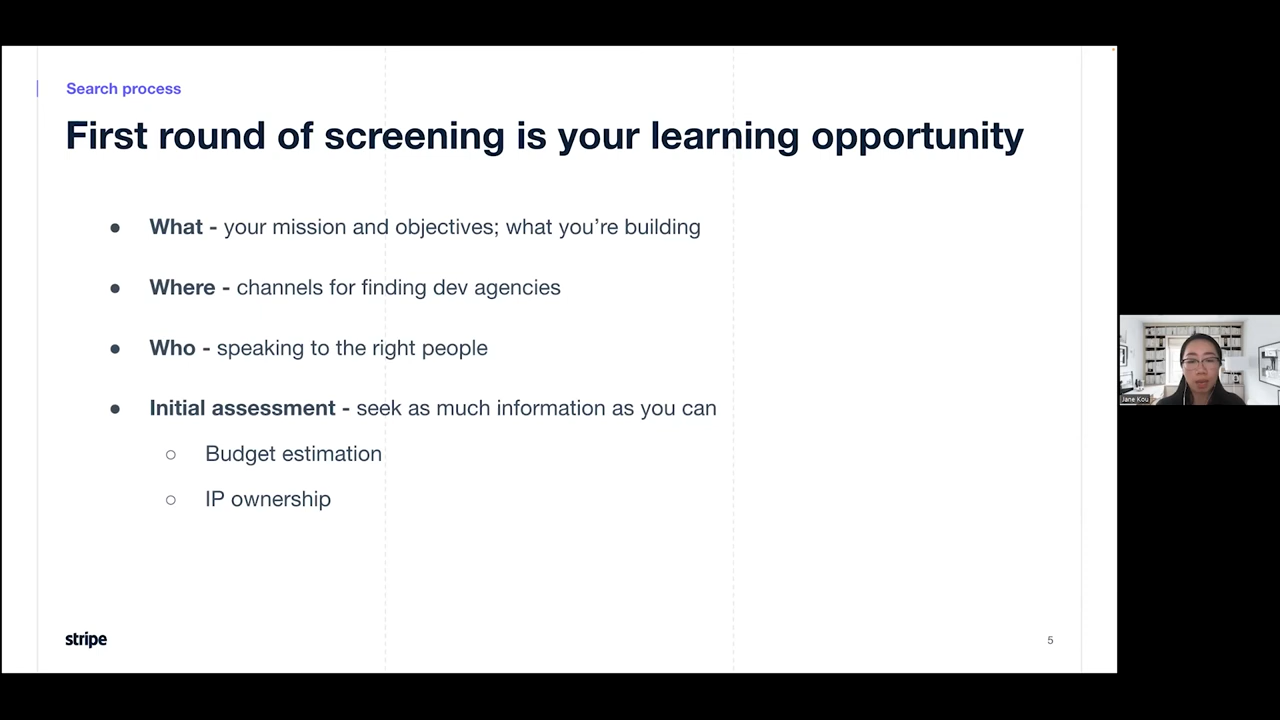 Search process
First round of screening is your learning opportunity
● What - your mission and objectives; what you’re building
● Where - channels for finding dev agencies
● Who - speaking to the right people
● Initial assessment - seek as much information as you can
○ Budget estimation
○ IP ownership
stripe
5
Jane Kou